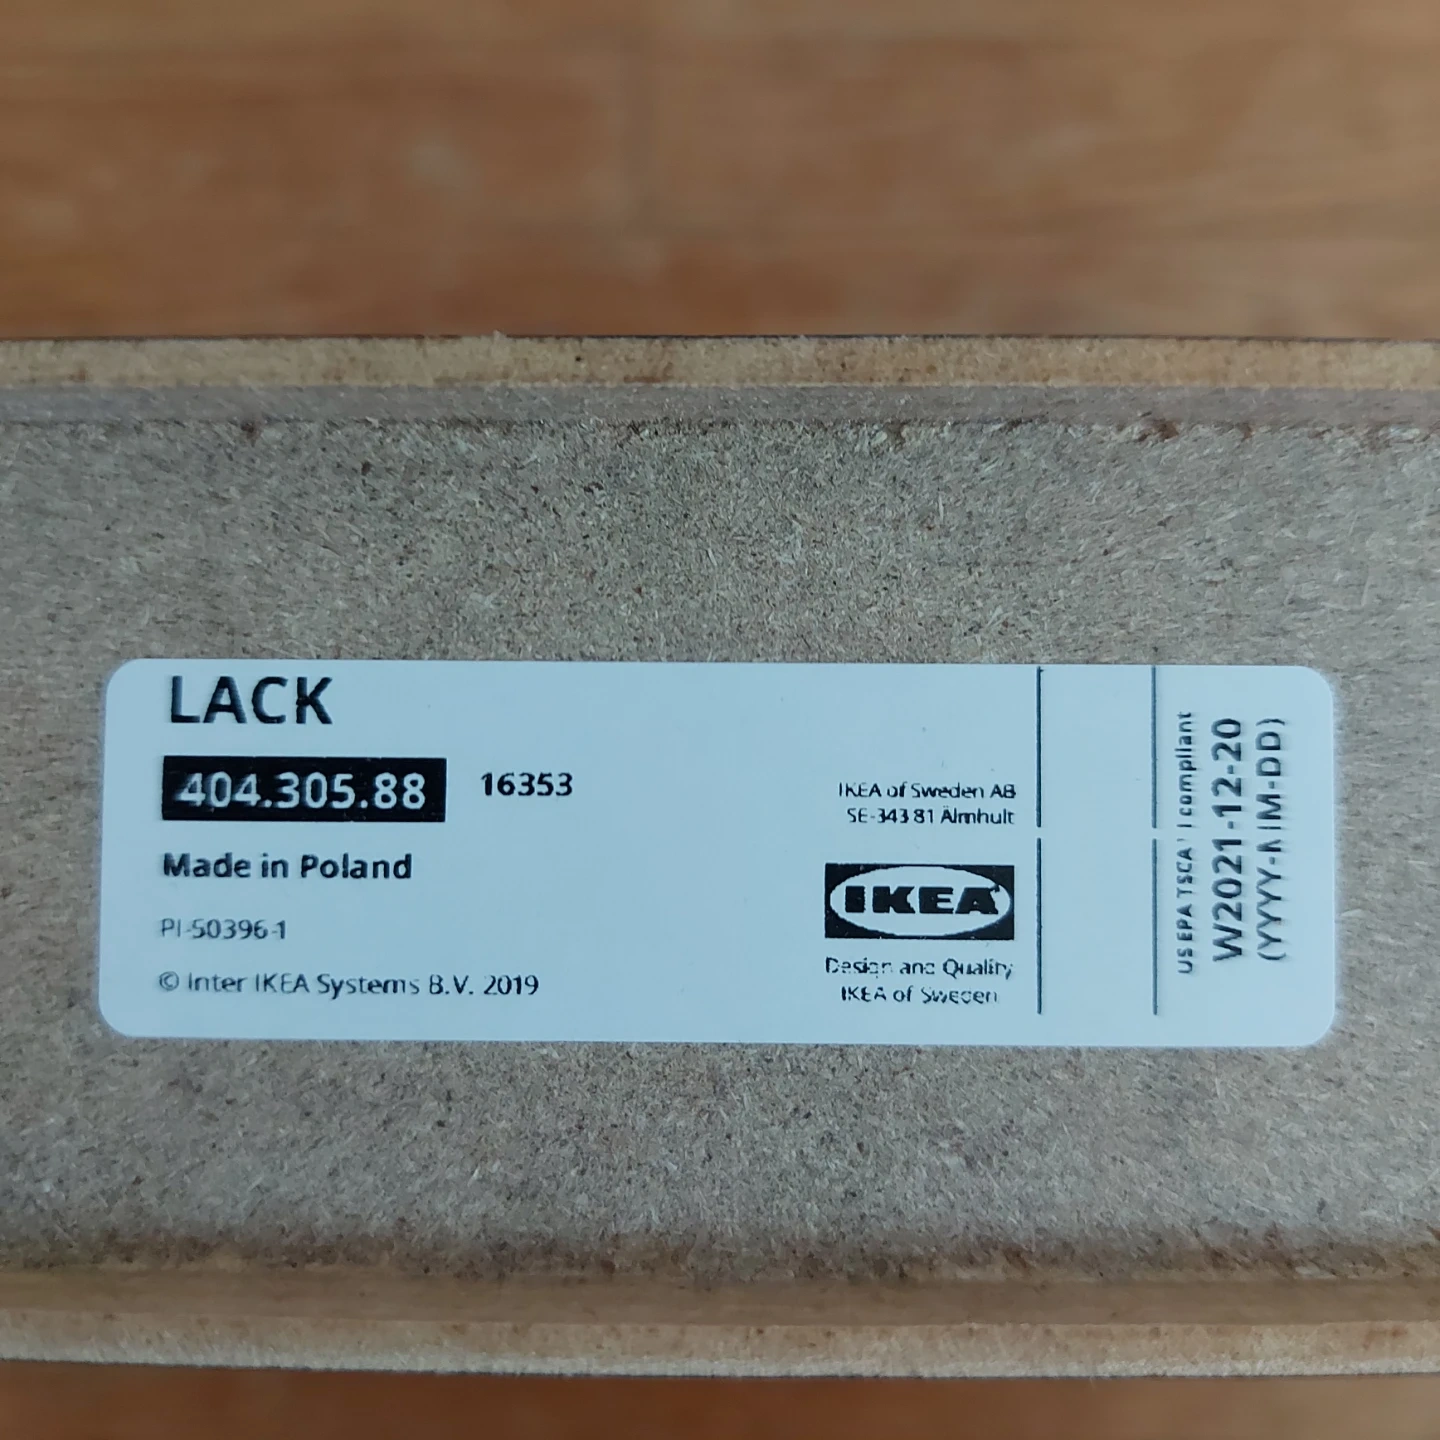 LACK
404.305.88 16353
Made in Poland
PI-50396-1
© Inter IKEA Systems B.V. 2019
IKEA of Sweden AB
SE-343 81 Älmhult
IKEA
Design and Quality
IKEA of Sweden
US EPA TSCA VI compliant
W2021-12-20
(YYYY-MM-DD)